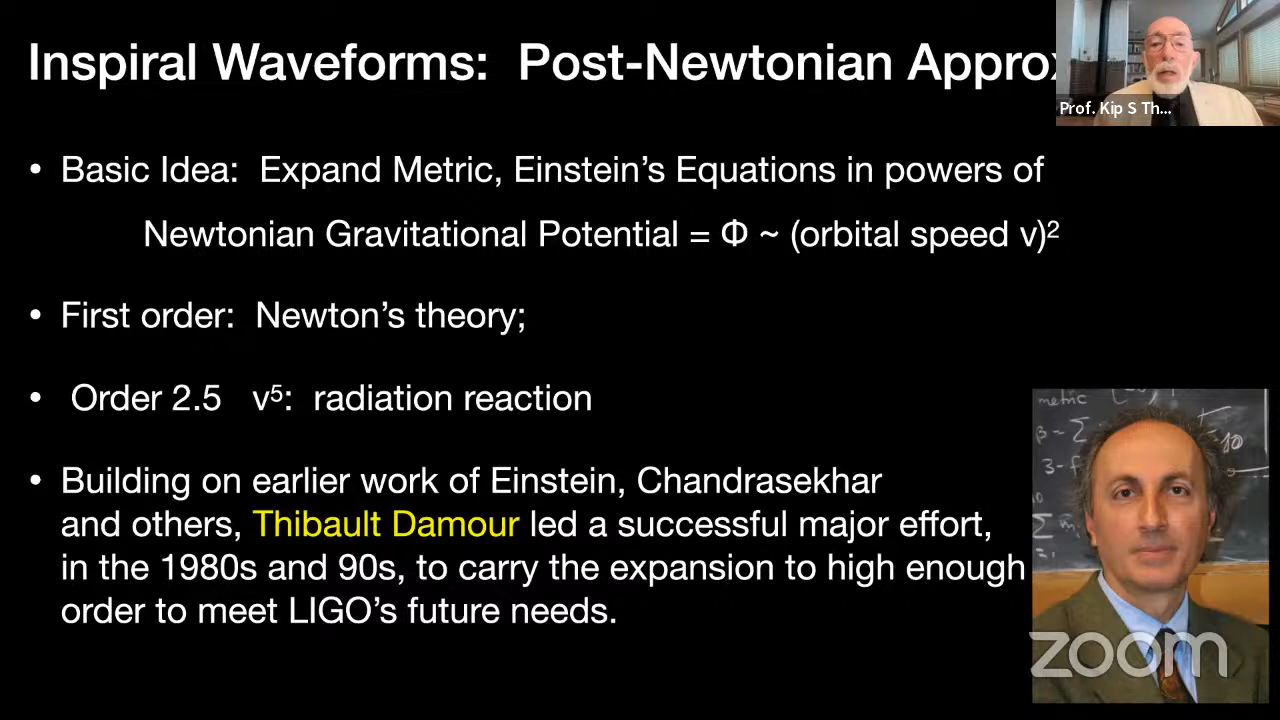 Inspiral Waveforms: Post-Newtonian Approx
Prof. Kip S Th...
• Basic Idea: Expand Metric, Einstein’s Equations in powers of
Newtonian Gravitational Potential = Φ ~ (orbital speed v)²
• First order: Newton’s theory;
• Order 2.5 v⁵: radiation reaction
• Building on earlier work of Einstein, Chandrasekhar
and others, Thibault Damour led a successful major effort,
in the 1980s and 90s, to carry the expansion to high enough
order to meet LIGO’s future needs.
metric
zoom